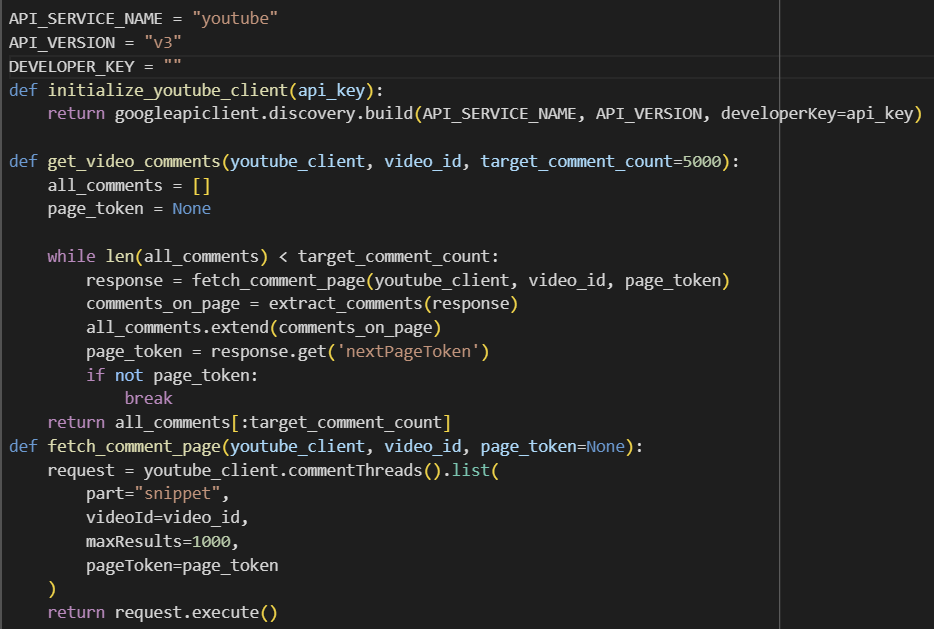 API_SERVICE_NAME = "youtube"
API_VERSION = "v3"
DEVELOPER_KEY = ""
def initialize_youtube_client(api_key):
    return googleapiclient.discovery.build(API_SERVICE_NAME, API_VERSION, developerKey=api_key)

def get_video_comments(youtube_client, video_id, target_comment_count=5000):
    all_comments = []
    page_token = None

    while len(all_comments) < target_comment_count:
        response = fetch_comment_page(youtube_client, video_id, page_token)
        comments_on_page = extract_comments(response)
        all_comments.extend(comments_on_page)
        page_token = response.get('nextPageToken')
        if not page_token:
            break
    return all_comments[:target_comment_count]
def fetch_comment_page(youtube_client, video_id, page_token=None):
    request = youtube_client.commentThreads().list(
        part="snippet",
        videoId=video_id,
        maxResults=1000,
        pageToken=page_token
    )
    return request.execute()